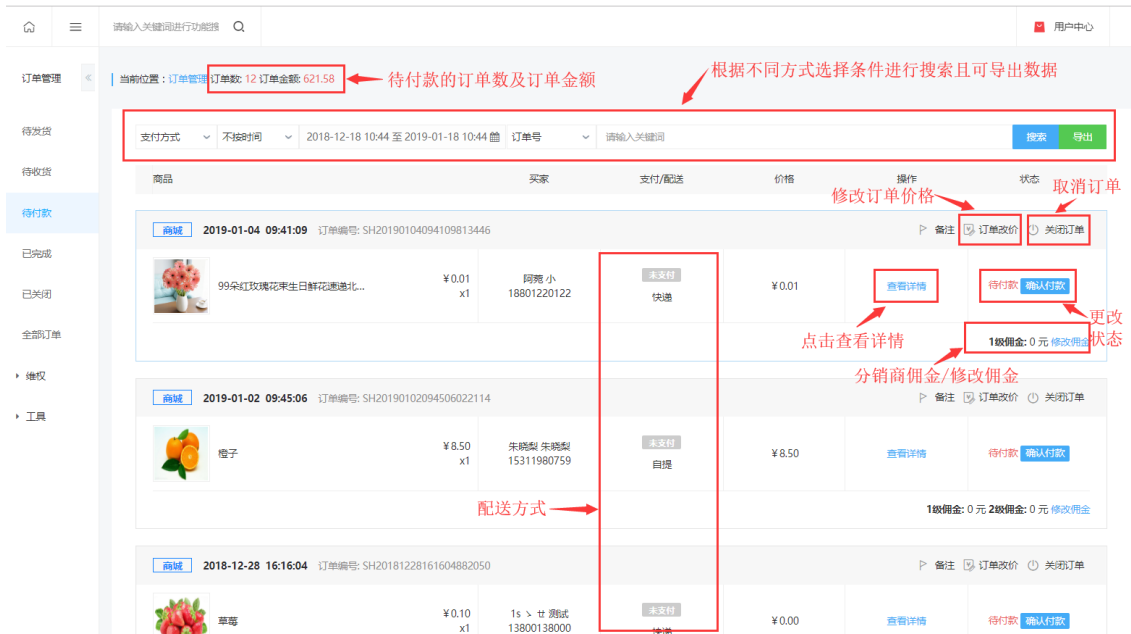 请输入关键词进行功能搜
用户中心
订单管理
当前位置：订单管理 订单数: 12 订单金额: 621.58
待付款的订单数及订单金额
根据不同方式选择条件进行搜索且可导出数据
待发货
待收货
待付款
已完成
已关闭
全部订单
维权
工具
支付方式 不按时间 2018-12-18 10:44 至 2019-01-18 10:44 订单号 请输入关键词 搜索 导出
商品 买家 支付/配送 价格 操作 状态
修改订单价格
取消订单
商城 2019-01-04 09:41:09 订单编号: SH20190104094109813446 备注 订单改价 关闭订单
99朵红玫瑰花束生日鲜花速递北... ¥0.01 x1 阿菀 小 18801220122 未支付 快递 ¥0.01 查看详情 待付款 确认付款
点击查看详情
更改状态
1级佣金: 0 元 修改佣金
分销商佣金/修改佣金
商城 2019-01-02 09:45:06 订单编号: SH20190102094506022114 备注 订单改价 关闭订单
橙子 ¥8.50 x1 朱晓梨 朱晓梨 15311980759 未支付 自提 ¥8.50 查看详情 待付款 确认付款
配送方式
1级佣金: 0 元 2级佣金: 0 元 修改佣金
商城 2018-12-28 16:16:04 订单编号: SH20181228161604882050 备注 订单改价 关闭订单
草莓 ¥0.10 x1 测试 13800138000 未支付 快递 ¥0.00 查看详情 待付款 确认付款